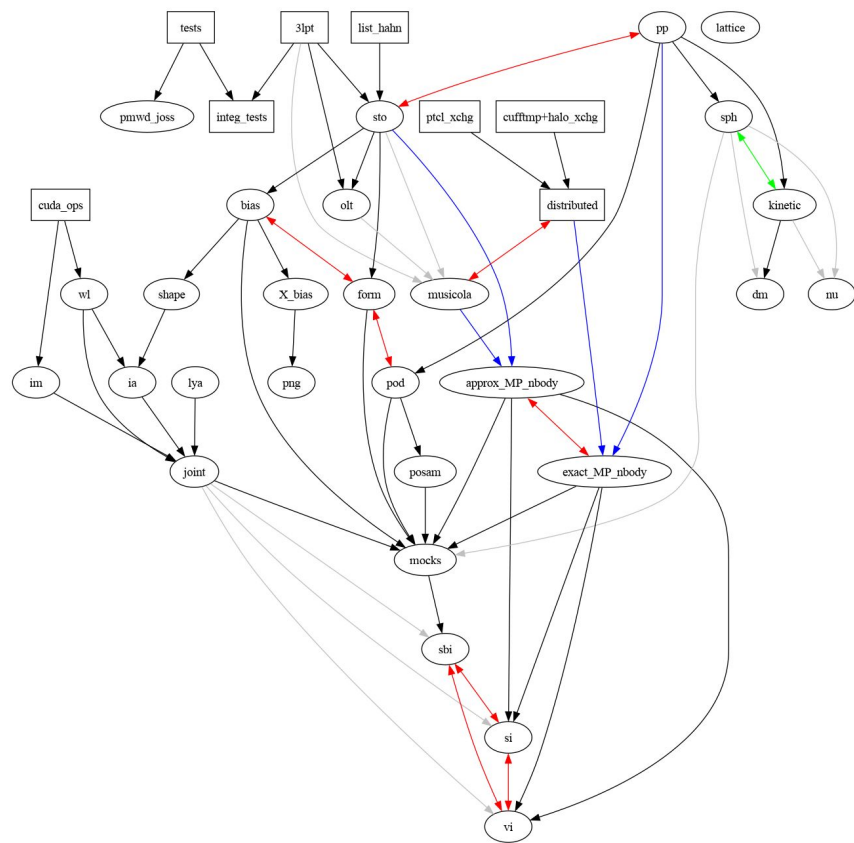 tests
3lpt
list_hahn
pp
lattice
pmwd_joss
integ_tests
sto
ptcl_xchg
cufftmp+halo_xchg
sph
cuda_ops
bias
olt
distributed
kinetic
wl
shape
X_bias
form
musicola
dm
nu
im
ia
lya
png
pod
approx_MP_nbody
joint
posam
exact_MP_nbody
mocks
sbi
si
vi